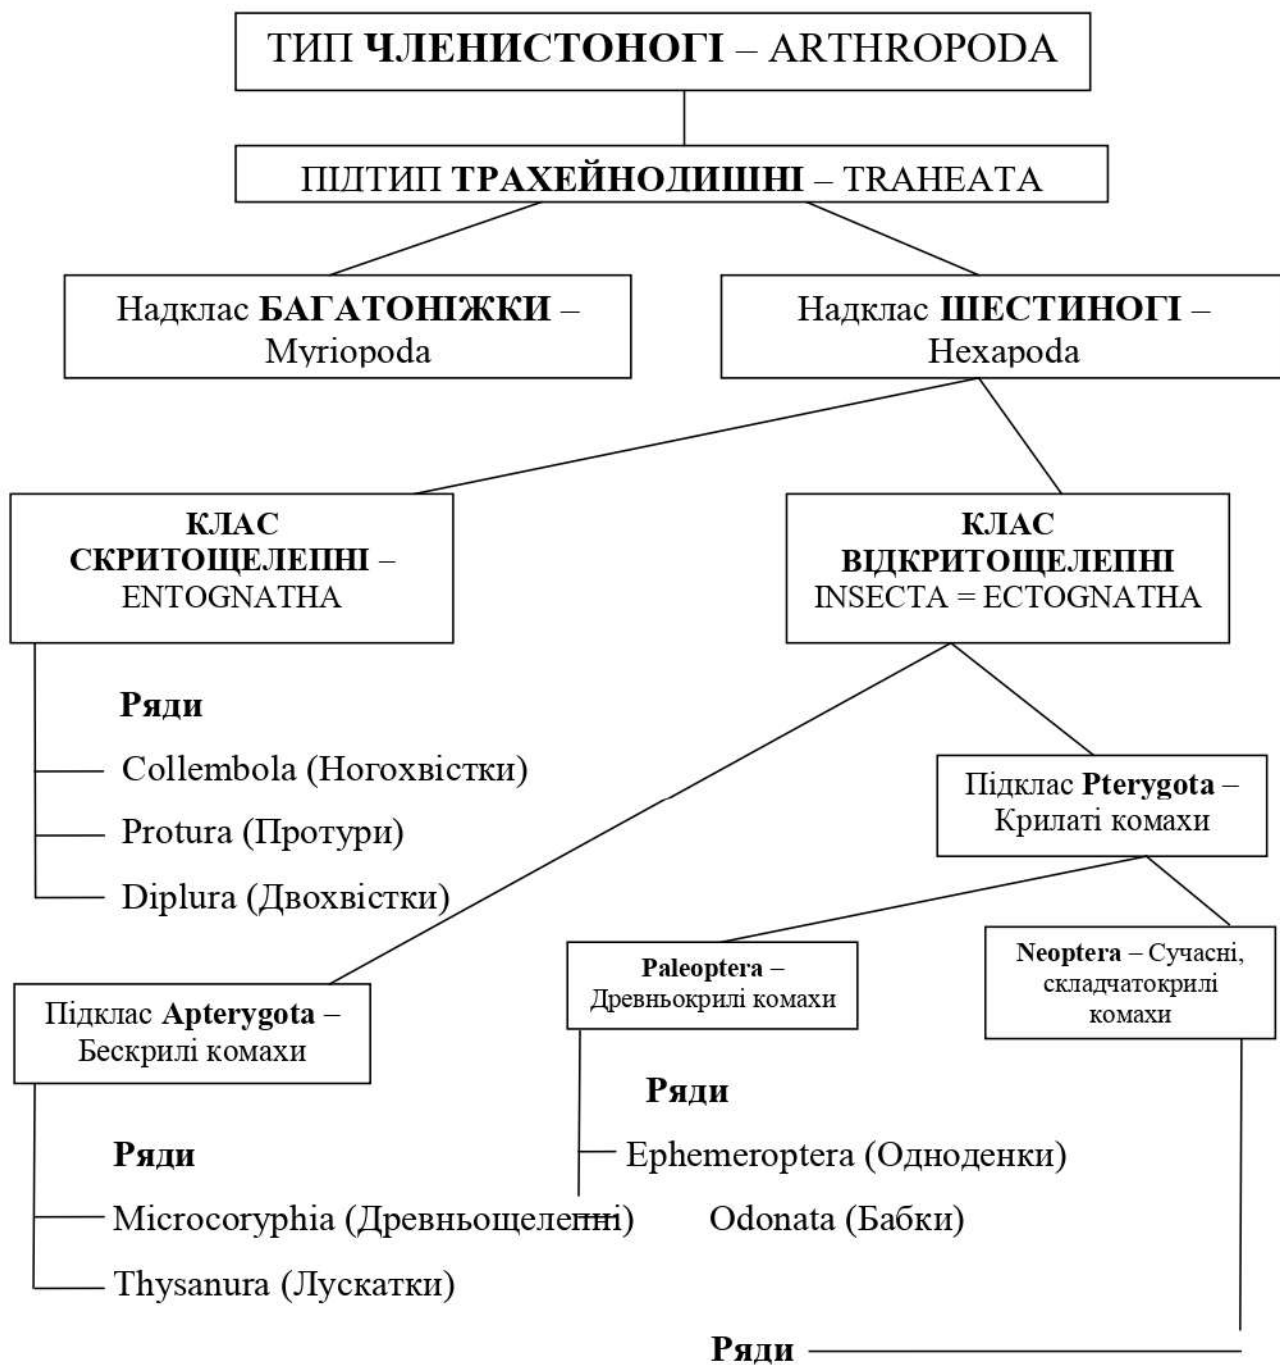 ТИП ЧЛЕНИСТОНОГІ – ARTHROPODA
ПІДТИП ТРАХЕЙНОДИШНІ – TRAHEATA
Надклас БАГАТОНІЖКИ –
Myriopoda
Надклас ШЕСТИНОГІ –
Hexapoda
КЛАС
СКРИТОЩЕЛЕПНІ –
ENTOGNATHA
КЛАС
ВІДКРИТОЩЕЛЕПНІ
INSECTA = ECTOGNATHA
Ряди
Collembola (Ногохвістки)
Protura (Протури)
Diplura (Двохвістки)
Підклас Pterygota –
Крилаті комахи
Підклас Apterygota –
Бескрилі комахи
Paleoptera –
Древньокрилі комахи
Neoptera – Сучасні,
складчатокрилі
комахи
Ряди
Microcoryphia (Древньощелепні)
Thysanura (Лускатки)
Ряди
Ephemeroptera (Одноденки)
Odonata (Бабки)
Ряди